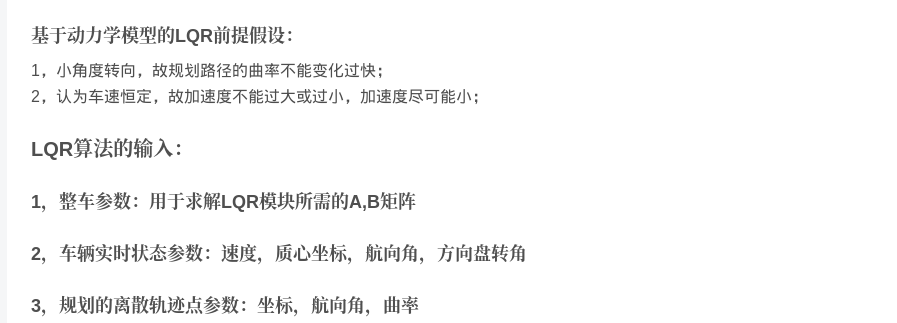 基于动力学模型的LQR前提假设：
1，小角度转向，故规划路径的曲率不能变化过快；
2，认为车速恒定，故加速度不能过大或过小，加速度尽可能小；
LQR算法的输入：
1，整车参数：用于求解LQR模块所需的A,B矩阵
2，车辆实时状态参数：速度，质心坐标，航向角，方向盘转角
3，规划的离散轨迹点参数：坐标，航向角，曲率